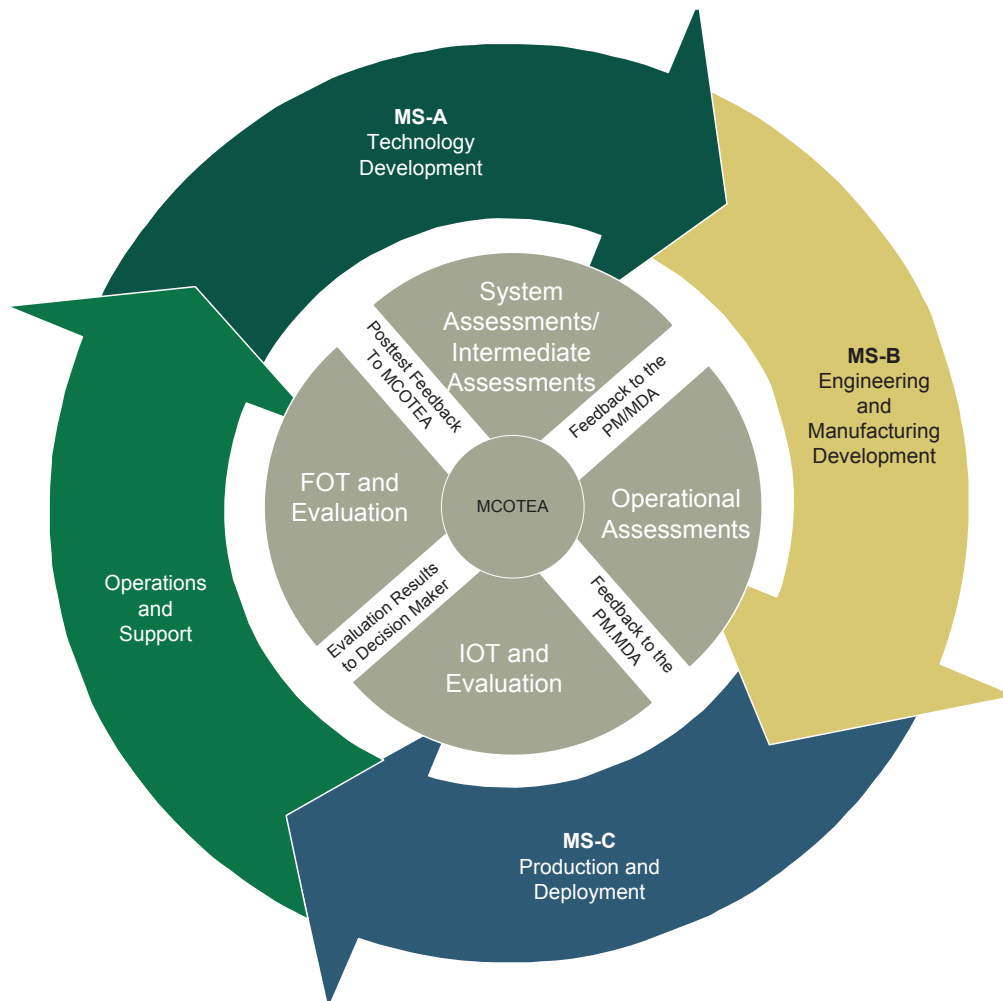 MS-A
Technology
Development
MS-B
Engineering
and
Manufacturing
Development
MS-C
Production and
Deployment
Operations
and
Support
System
Assessments/
Intermediate
Assessments
Feedback to the
PM/MDA
Operational
Assessments
Feedback to the
PM.MDA
IOT and
Evaluation
Evaluation Results
to Decision Maker
FOT and
Evaluation
Posttest Feedback
To MCOTEA
MCOTEA